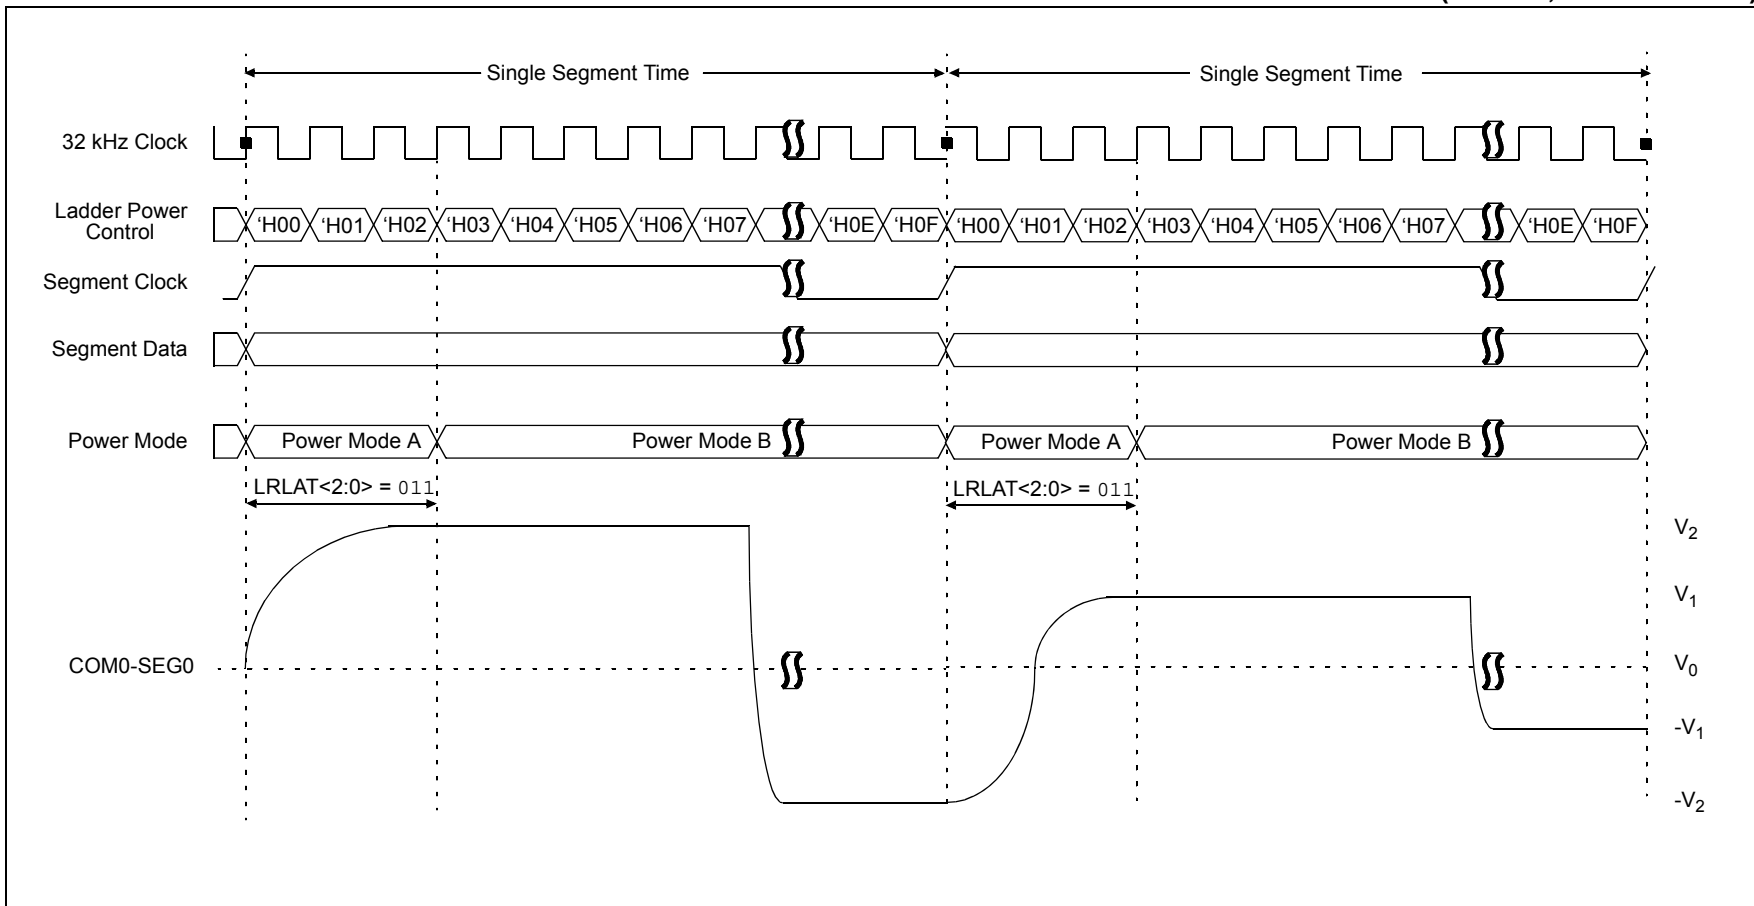 Single Segment Time Single Segment Time
32 kHz Clock
Ladder Power
Control
‘H00 ‘H01 ‘H02 ‘H03 ‘H04 ‘H05 ‘H06 ‘H07 ‘H0E ‘H0F ‘H00 ‘H01 ‘H02 ‘H03 ‘H04 ‘H05 ‘H06 ‘H07 ‘H0E ‘H0F
Segment Clock
Segment Data
Power Mode Power Mode A Power Mode B Power Mode A Power Mode B
LRLAT<2:0> = 011 LRLAT<2:0> = 011
V2
V1
COM0-SEG0 V0
-V1
-V2